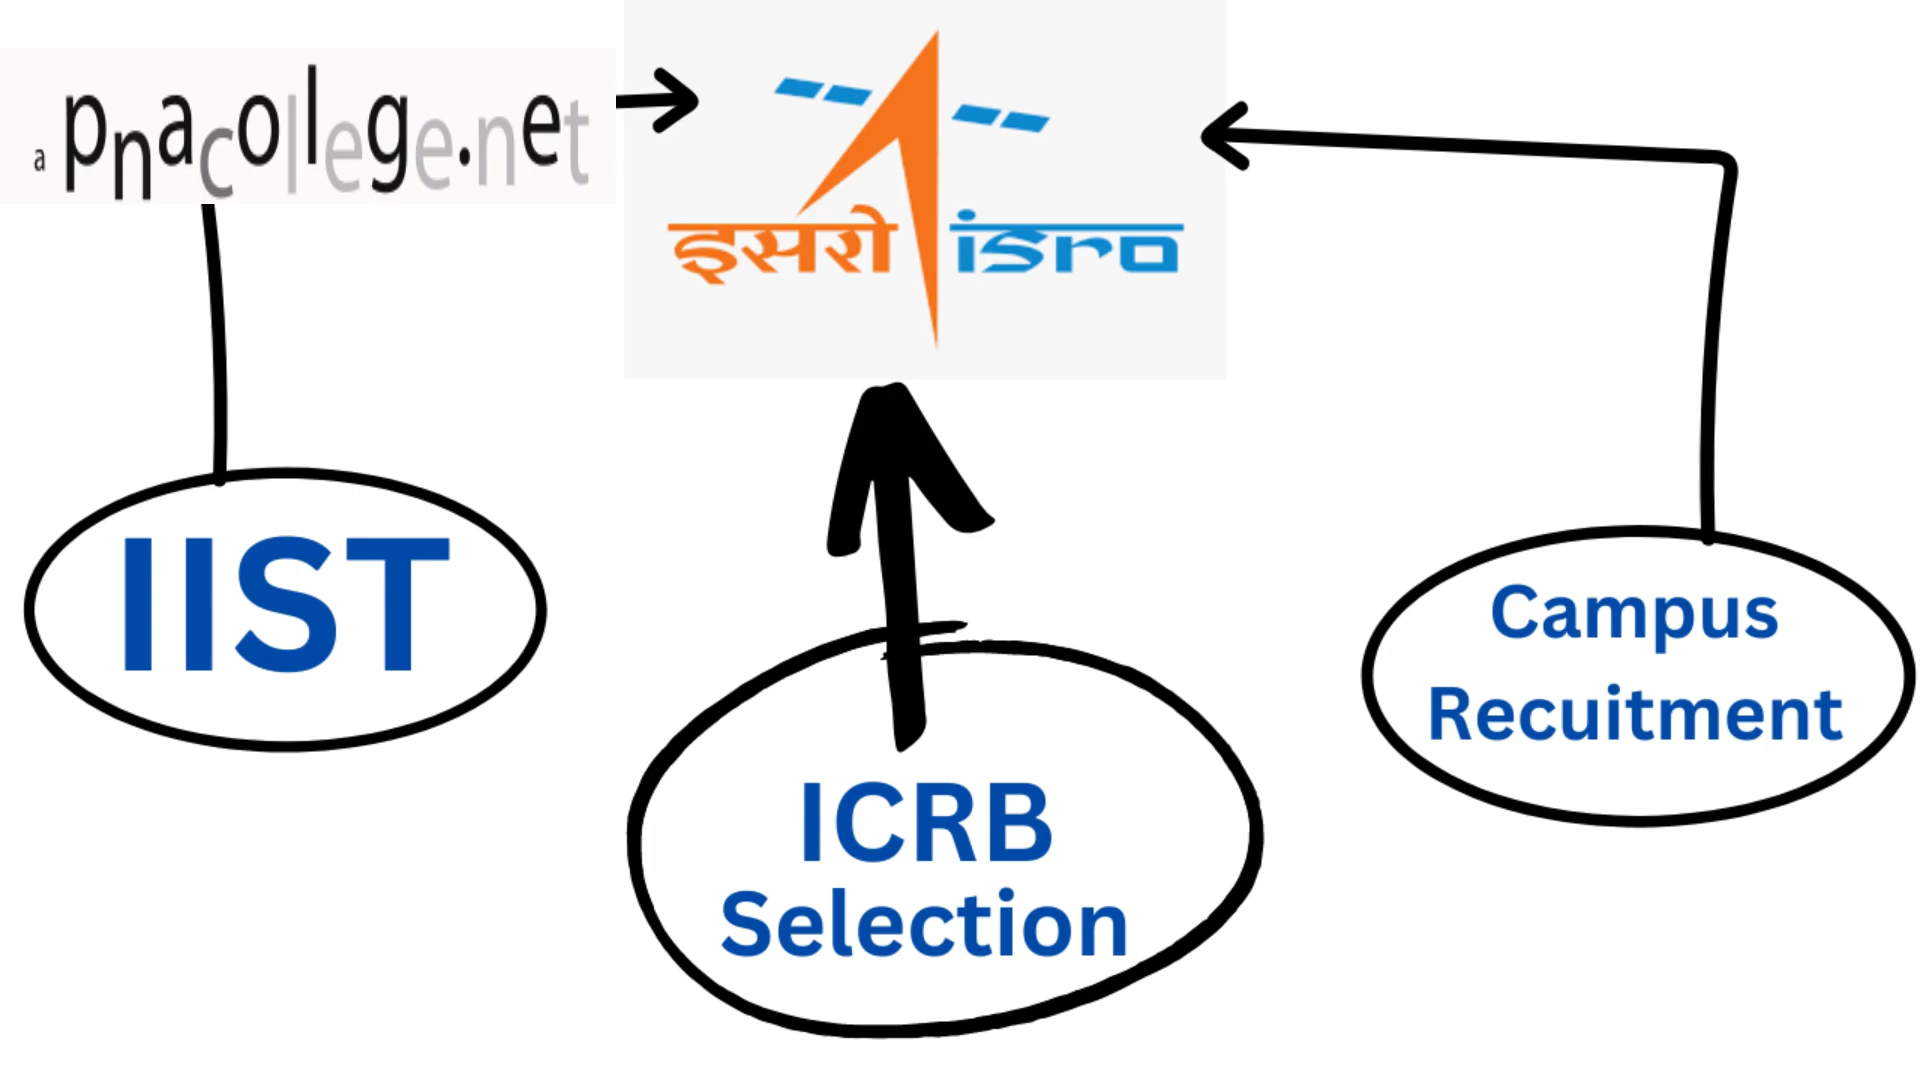 apnacollege.net
इसरो isro
IIST
Campus
Recuitment
ICRB
Selection